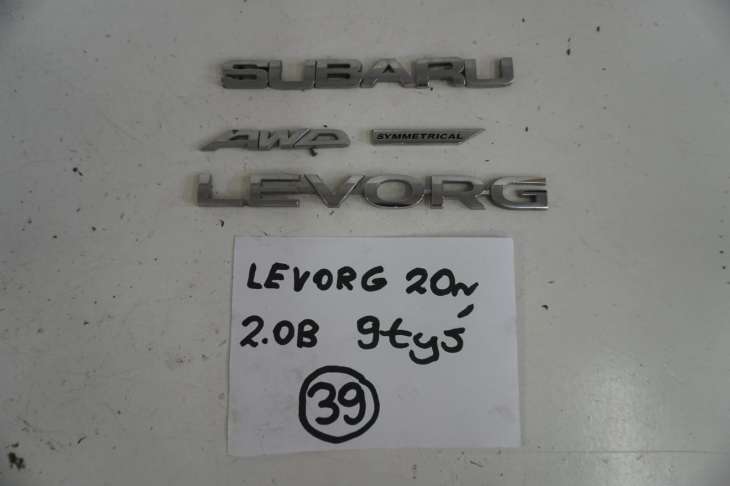 SUBARU
AWD SYMMETRICAL
LEVORG
LEVORG 20r
2.0B 9tyś
39